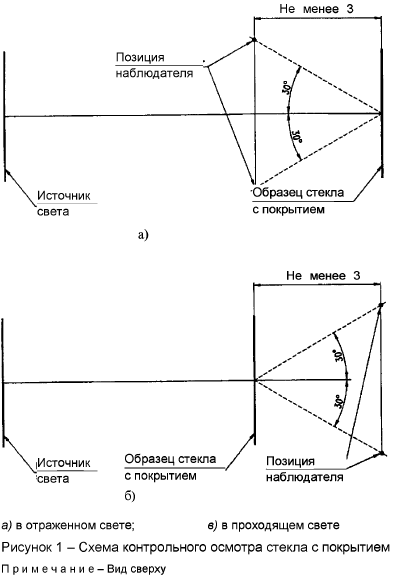 Не менее 3
Позиция
наблюдателя
30°
30°
Источник
света
Образец стекла
с покрытием
а)
Не менее 3
30°
30°
Источник
света
Образец стекла
с покрытием
Позиция
наблюдателя
б)
а) в отраженном свете; в) в проходящем свете
Рисунок 1 – Схема контрольного осмотра стекла с покрытием
П р и м е ч а н и е – Вид сверху